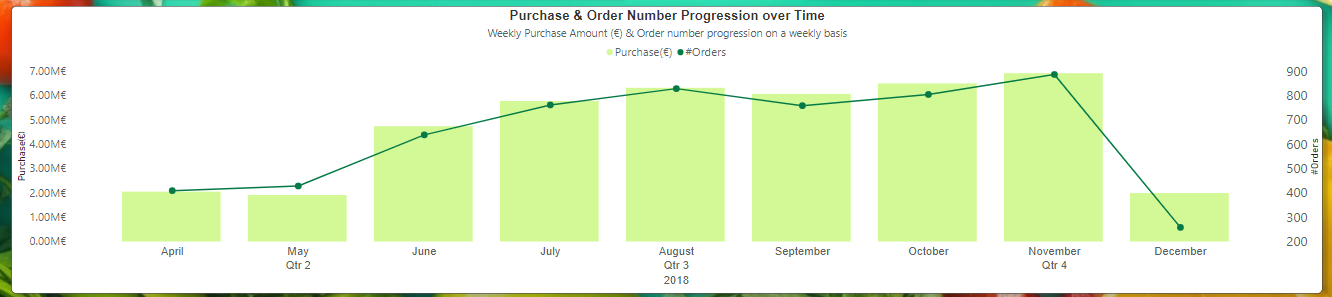 Purchase & Order Number Progression over Time
Weekly Purchase Amount (€) & Order number progression on a weekly basis
Purchase(€) #Orders
7.00M€ 900
6.00M€ 800
5.00M€ 700
4.00M€ 600
3.00M€ 500
2.00M€ 400
1.00M€ 300
0.00M€ 200
Purchase(€)
#Orders
April May June July August September October November December
Qtr 2 Qtr 3 Qtr 4
2018